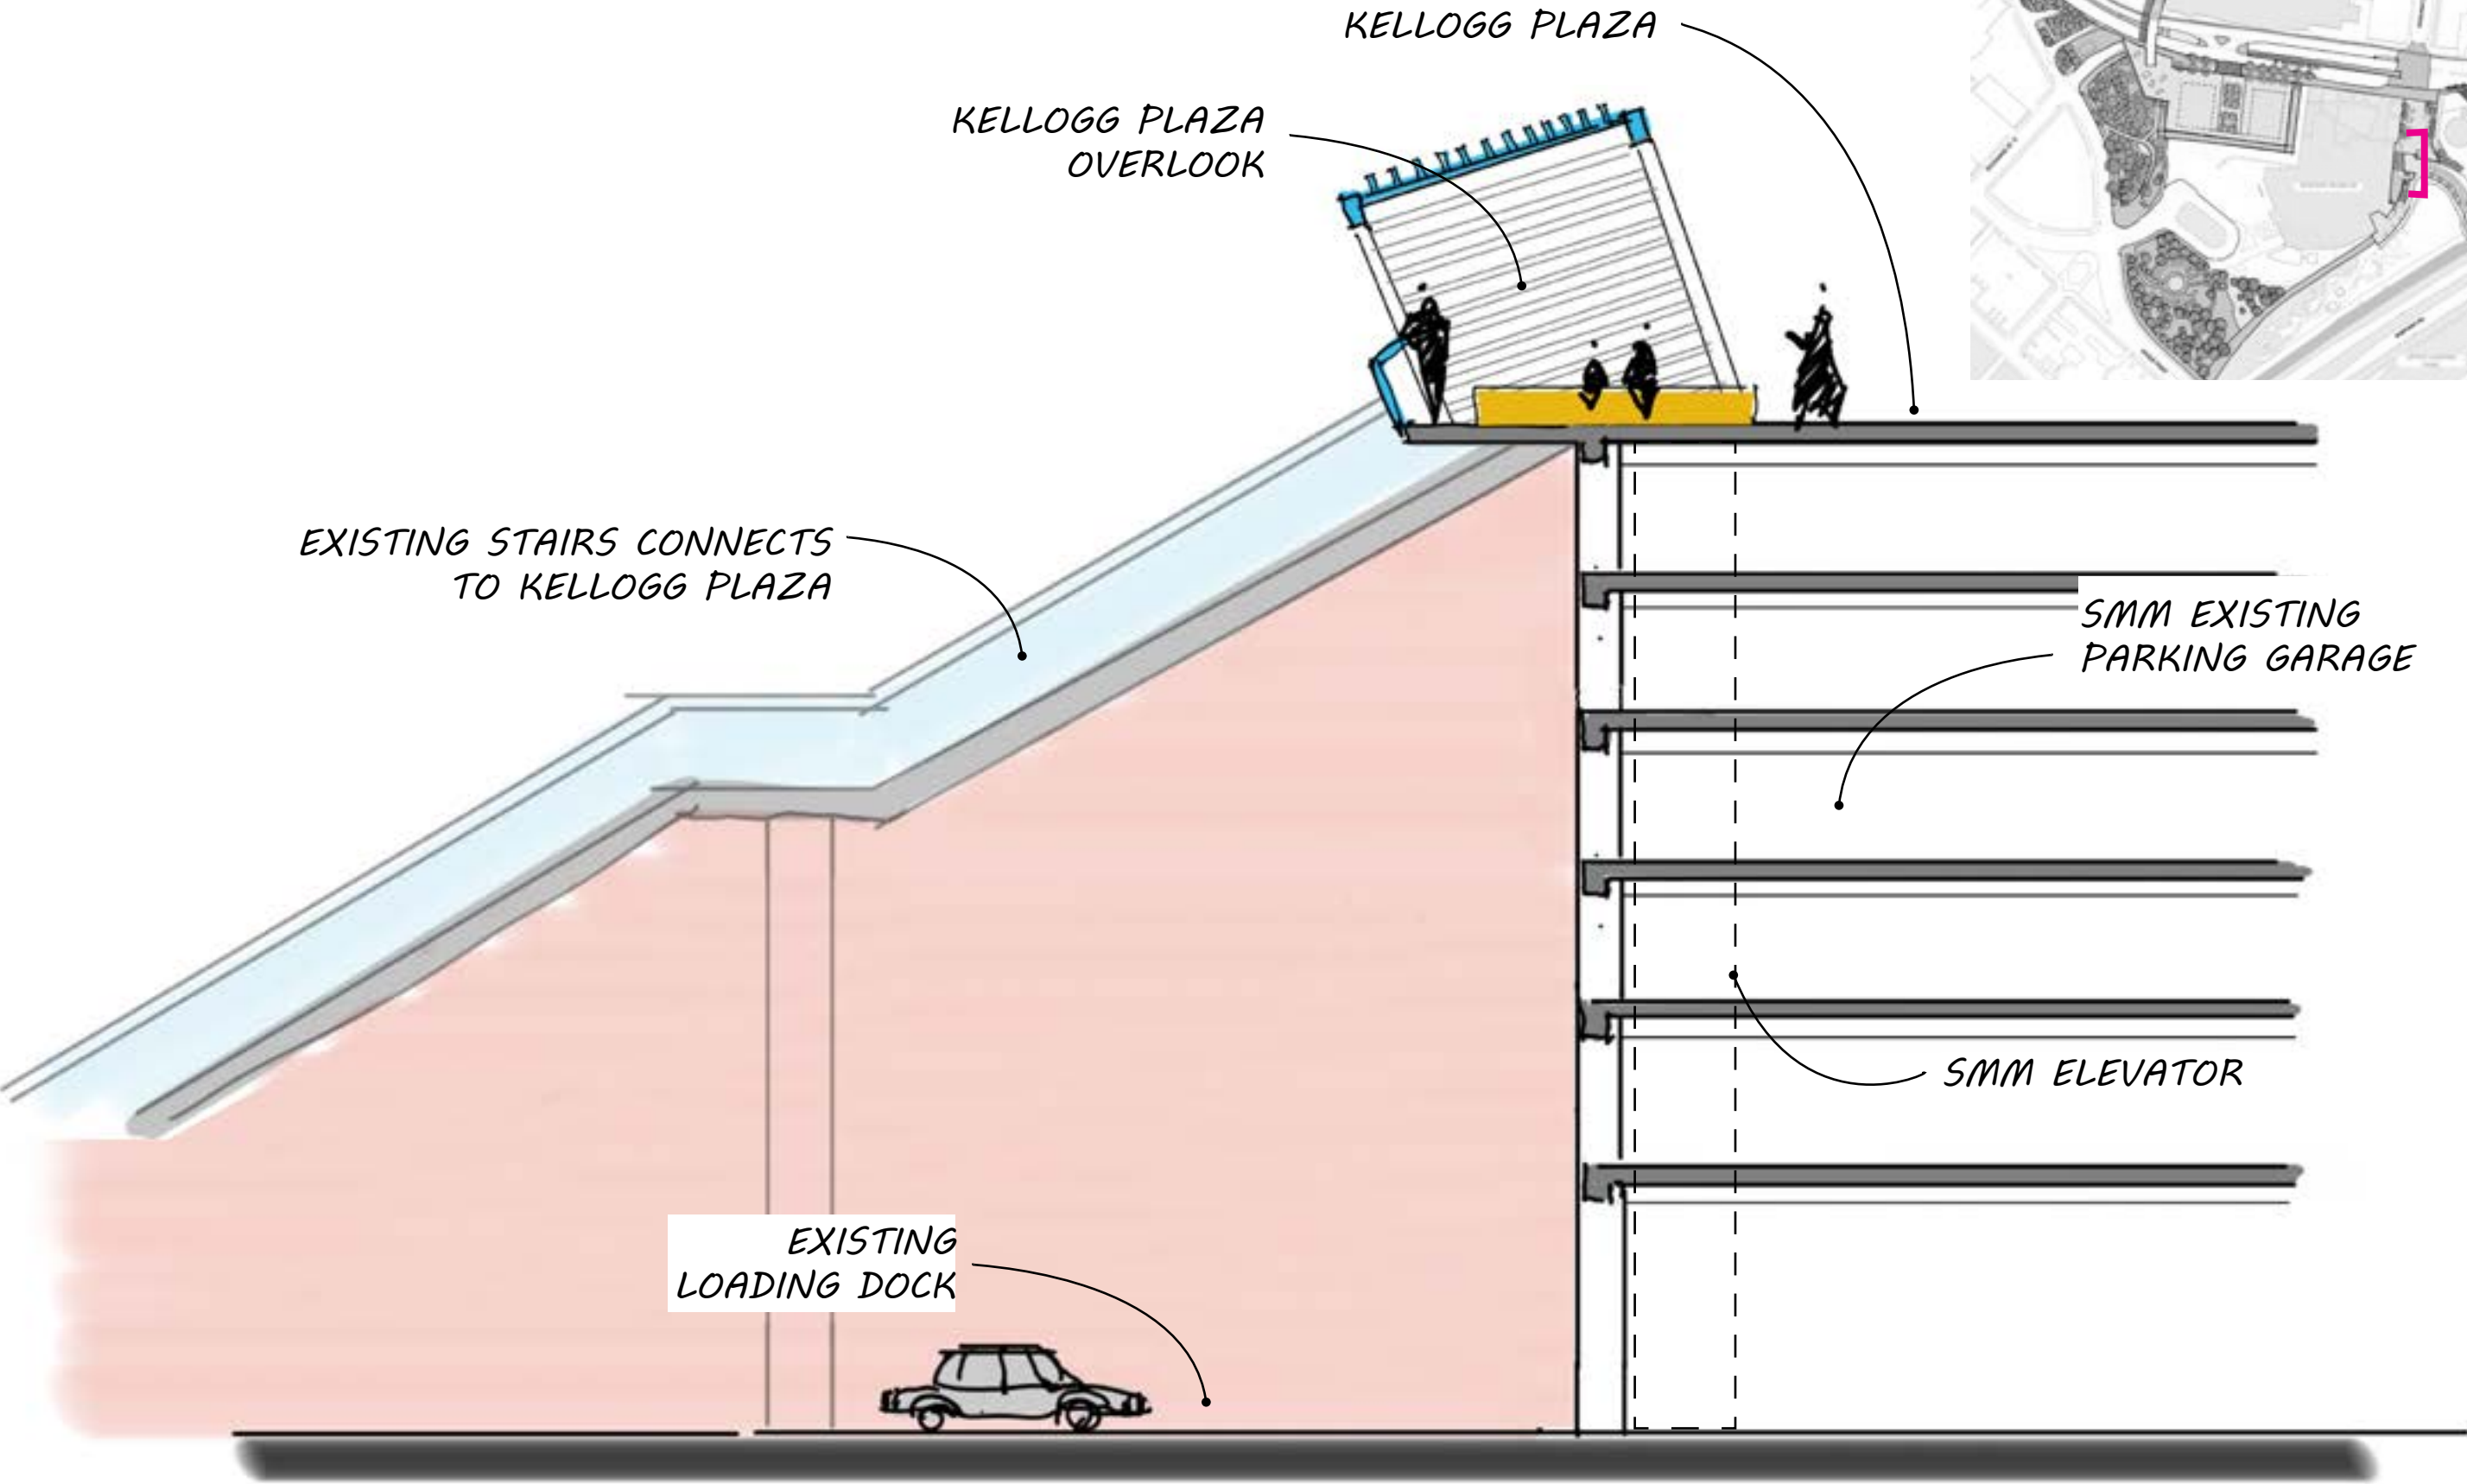 KELLOGG PLAZA
KELLOGG PLAZA
OVERLOOK
EXISTING STAIRS CONNECTS
TO KELLOGG PLAZA
SMM EXISTING
PARKING GARAGE
SMM ELEVATOR
EXISTING
LOADING DOCK